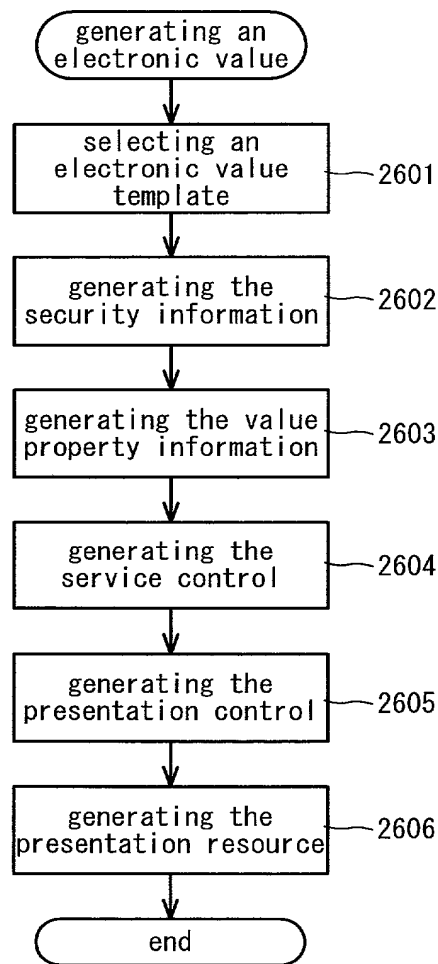 generating an
electronic value
selecting an
electronic value
template
2601
generating the
security information
2602
generating the value
property information
2603
generating the
service control
2604
generating the
presentation control
2605
generating the
presentation resource
2606
end